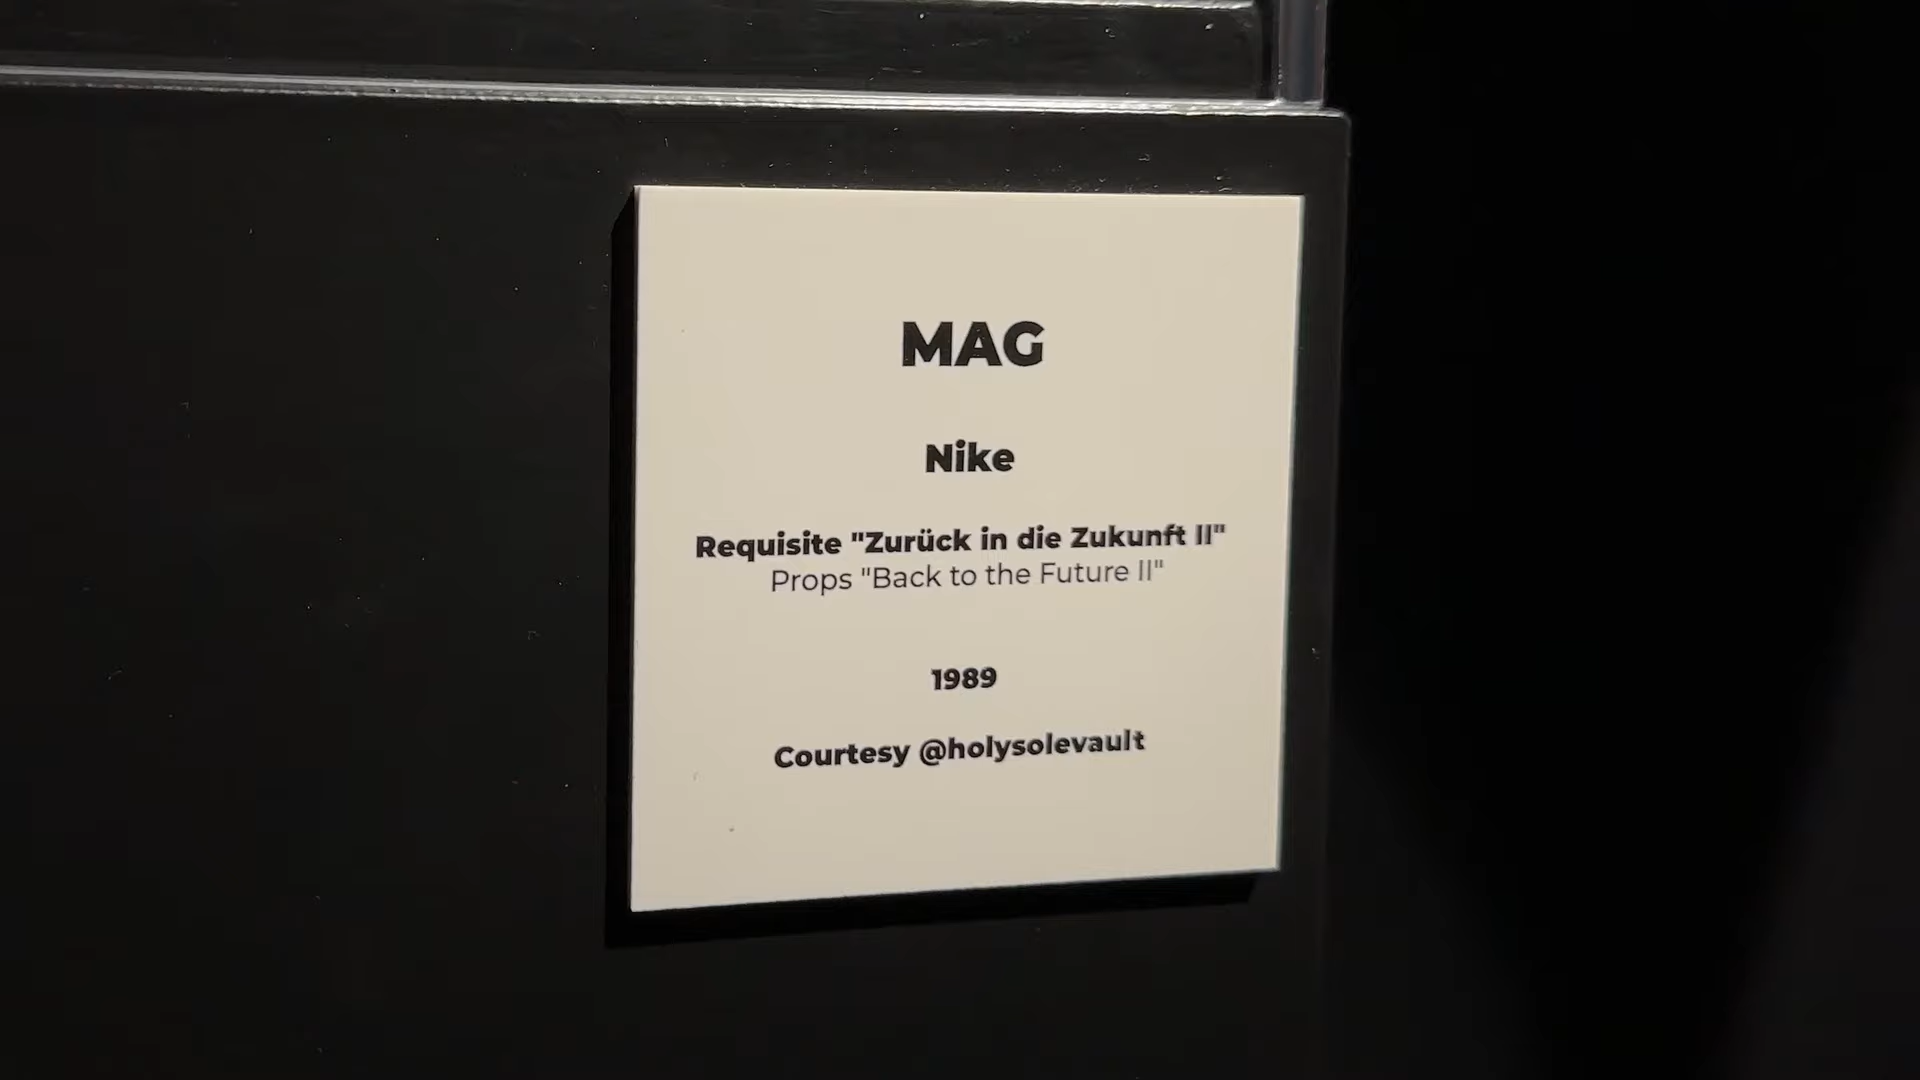 MAG
Nike
Requisite "Zurück in die Zukunft II"
Props "Back to the Future II"
1989
Courtesy @holysolevault